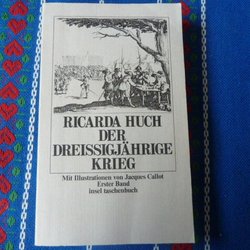 RICARDA HUCH
DER
DREISSIGJÄHRIGE
KRIEG
Mit Illustrationen von Jacques Callot
Erster Band
insel taschenbuch